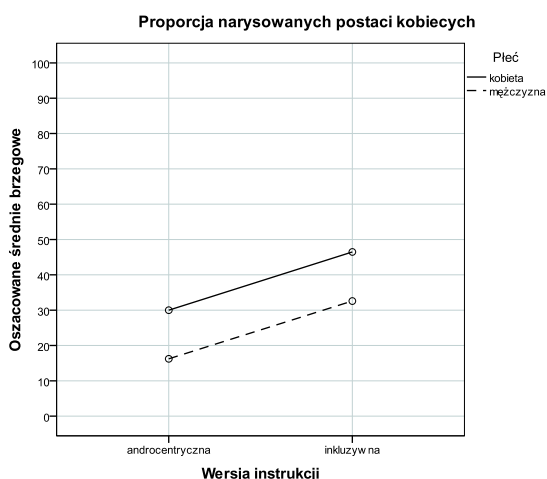 Proporcja narysowanych postaci kobiecych
Płeć
kobieta
mężczyzna
Oszacowane średnie brzegowe
100
90
80
70
60
50
40
30
20
10
0
androcentryczna
inkluzywna
Wersja instrukcji